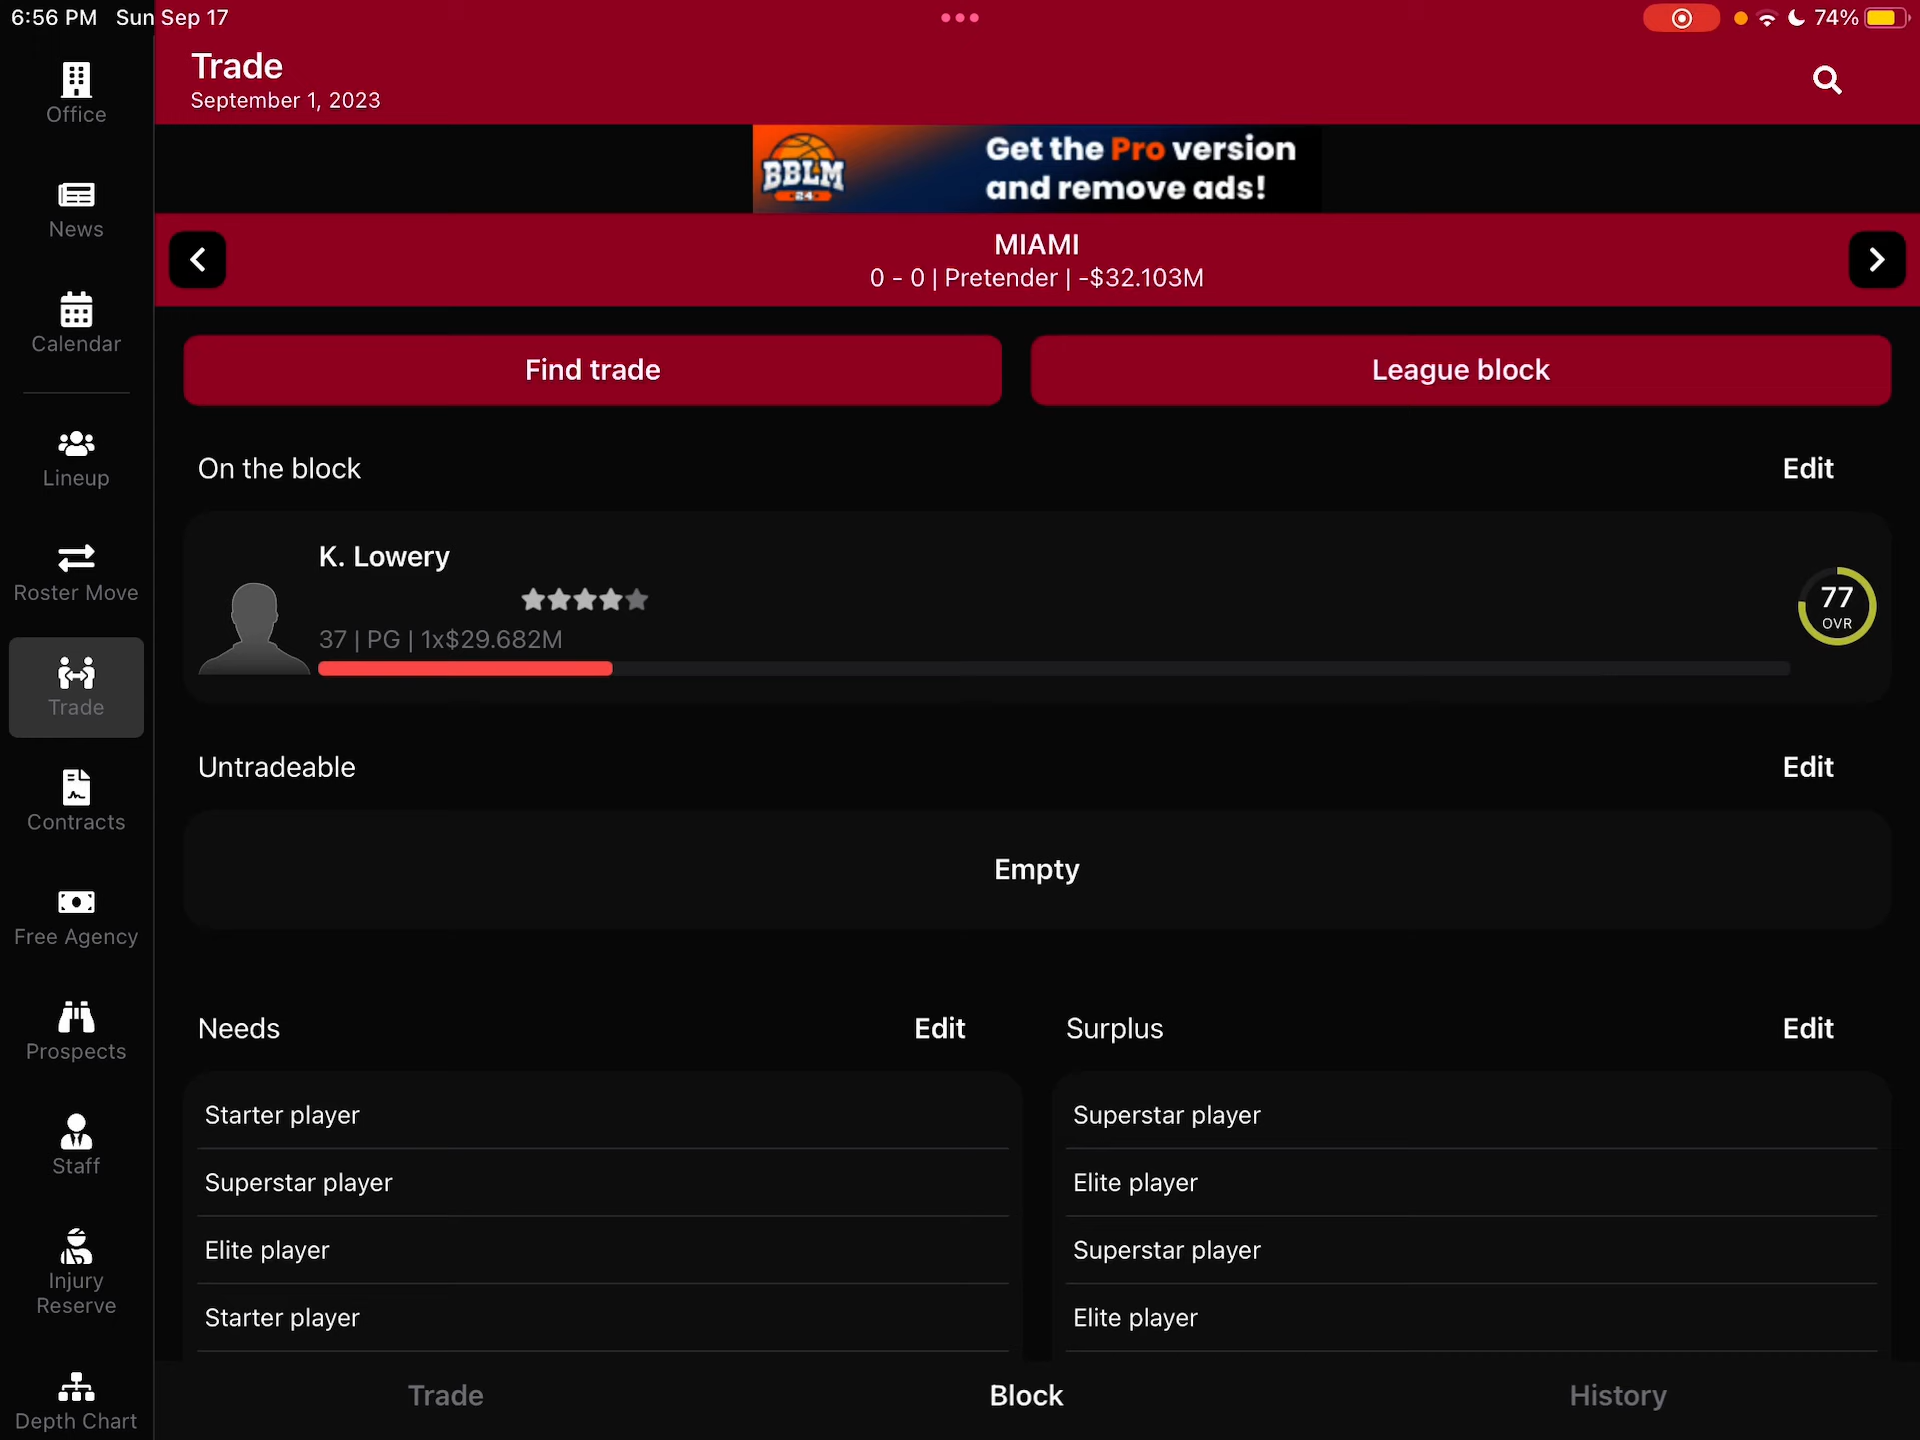 6:56 PM Sun Sep 17
74%
Office
News
Calendar
Lineup
Roster Move
Trade
Contracts
Free Agency
Prospects
Staff
Injury
Reserve
Depth Chart
Trade
September 1, 2023
BBLM
24
Get the Pro version
and remove ads!
MIAMI
0 - 0 | Pretender | -$32.103M
Find trade
League block
On the block
Edit
K. Lowery
37 | PG | 1x$29.682M
77
OVR
Untradeable
Edit
Empty
Needs
Edit
Starter player
Superstar player
Elite player
Starter player
Surplus
Edit
Superstar player
Elite player
Superstar player
Elite player
Trade
Block
History